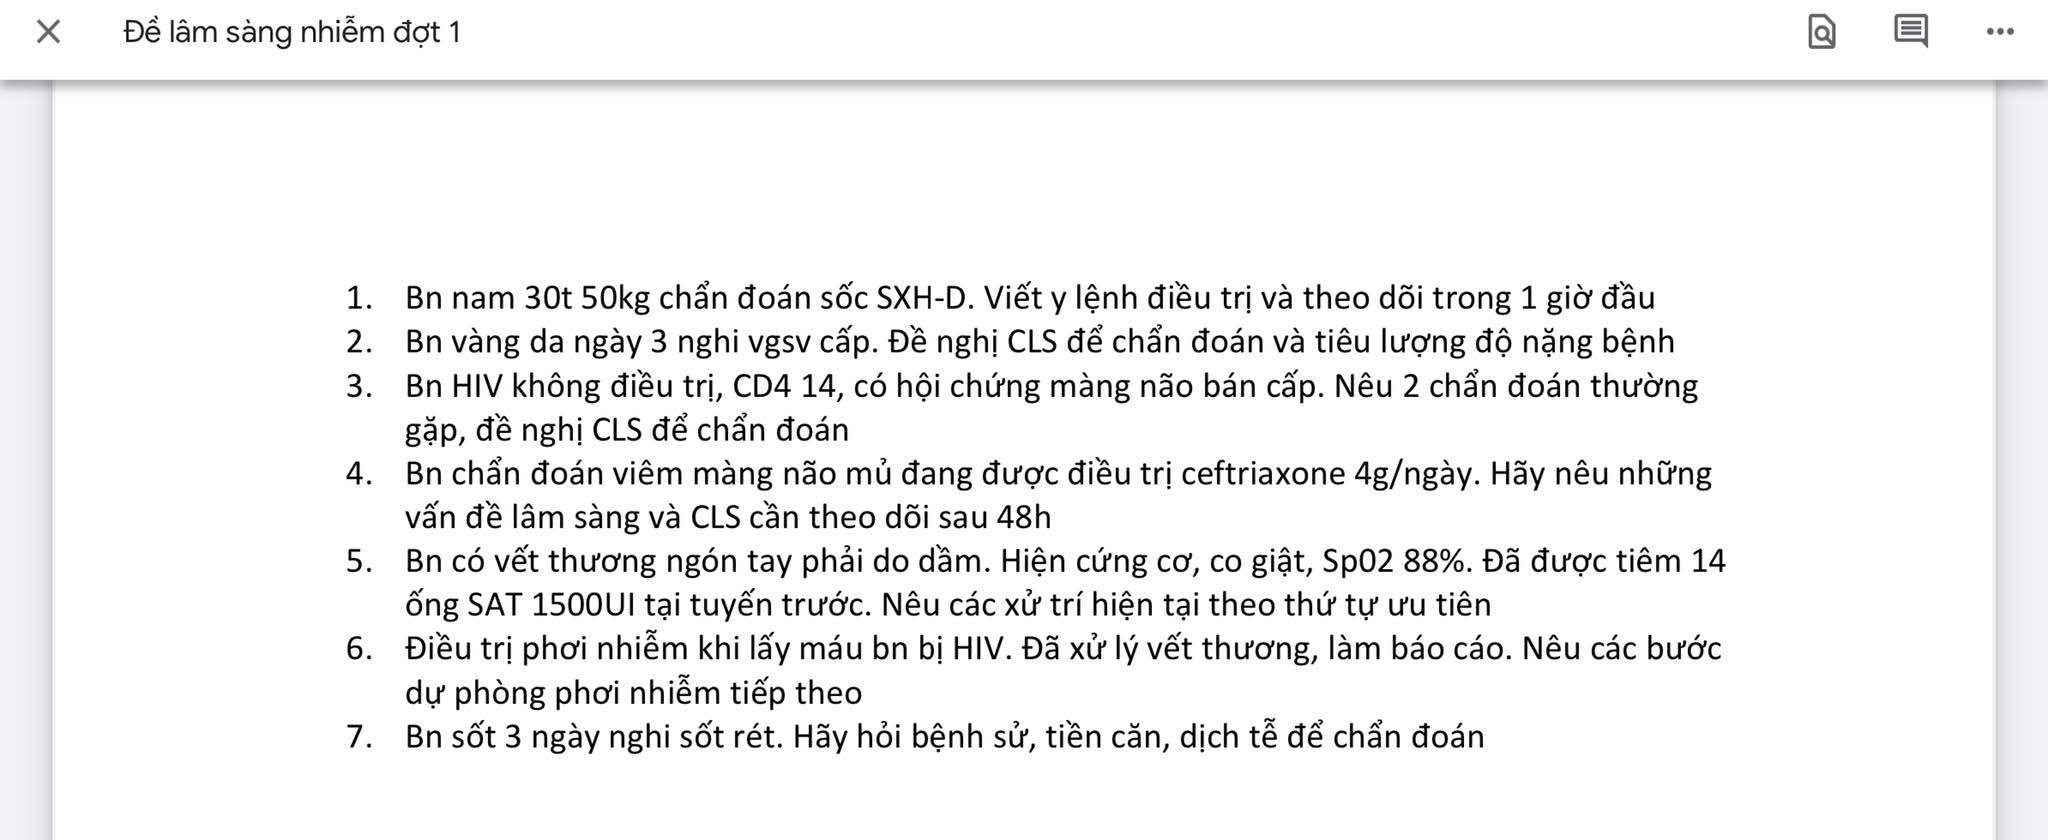 Đề lâm sàng nhiễm đợt 1
1. Bn nam 30t 50kg chẩn đoán sốc SXH-D. Viết y lệnh điều trị và theo dõi trong 1 giờ đầu
2. Bn vàng da ngày 3 nghi vgsv cấp. Đề nghị CLS để chẩn đoán và tiêu lượng độ nặng bệnh
3. Bn HIV không điều trị, CD4 14, có hội chứng màng não bán cấp. Nêu 2 chẩn đoán thường
gặp, đề nghị CLS để chẩn đoán
4. Bn chẩn đoán viêm màng não mủ đang được điều trị ceftriaxone 4g/ngày. Hãy nêu những
vấn đề lâm sàng và CLS cần theo dõi sau 48h
5. Bn có vết thương ngón tay phải do dầm. Hiện cứng cơ, co giật, Sp02 88%. Đã được tiêm 14
ống SAT 1500UI tại tuyến trước. Nêu các xử trí hiện tại theo thứ tự ưu tiên
6. Điều trị phơi nhiễm khi lấy máu bn bị HIV. Đã xử lý vết thương, làm báo cáo. Nêu các bước
dự phòng phơi nhiễm tiếp theo
7. Bn sốt 3 ngày nghi sốt rét. Hãy hỏi bệnh sử, tiền căn, dịch tễ để chẩn đoán